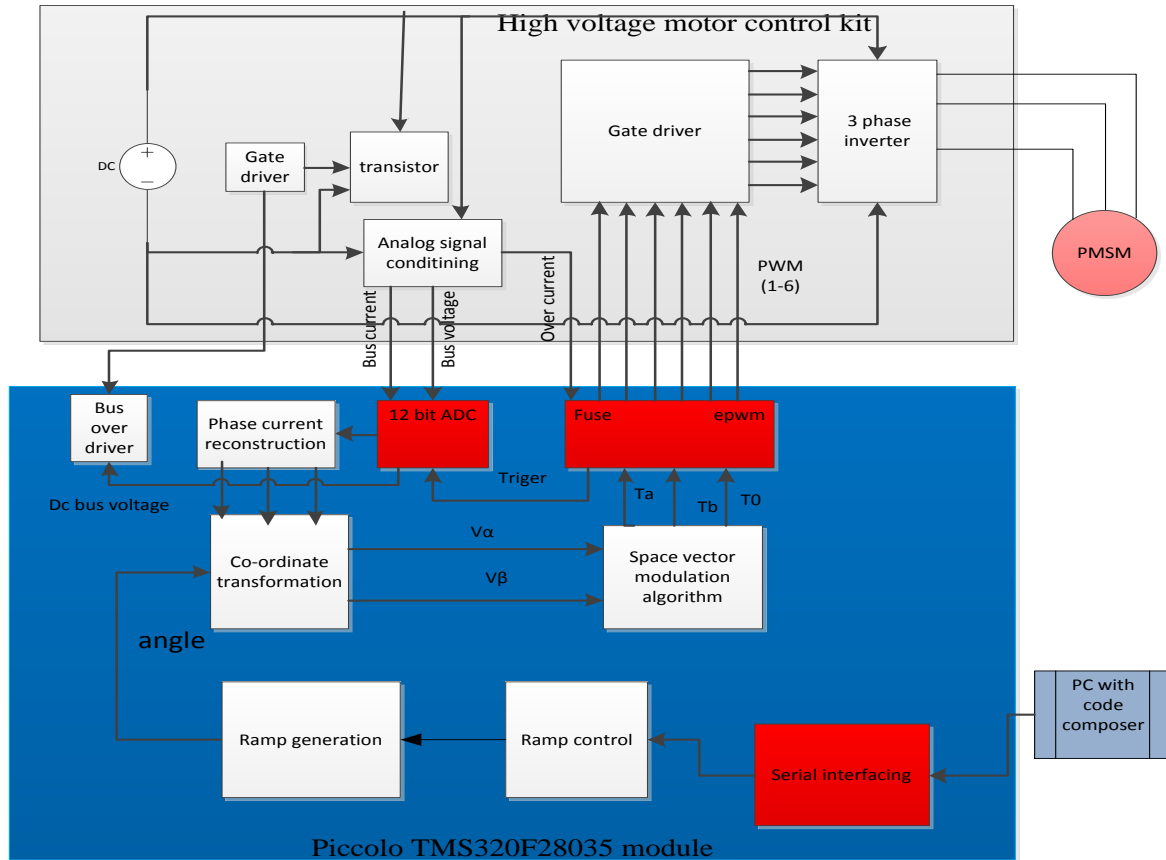 High voltage motor control kit
DC
+
−
Gate
driver
transistor
Analog signal
conditining
Gate driver
3 phase
inverter
PMSM
PWM
(1-6)
Bus current
Bus voltage
Over current
Bus
over
driver
Phase current
reconstruction
12 bit ADC
Fuse
epwm
Dc bus voltage
Triger
Ta
Tb
T0
Co-ordinate
transformation
Vα
Vβ
Space vector
modulation
algorithm
angle
Ramp generation
Ramp control
Serial interfacing
PC with
code
composer
Piccolo TMS320F28035 module